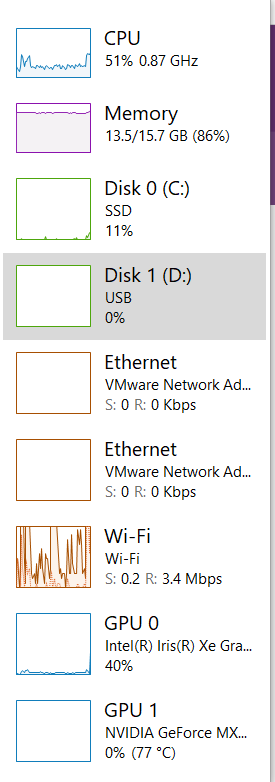 CPU
51% 0.87 GHz
Memory
13.5/15.7 GB (86%)
Disk 0 (C:)
SSD
11%
Disk 1 (D:)
USB
0%
Ethernet
VMware Network Ad...
S: 0 R: 0 Kbps
Ethernet
VMware Network Ad...
S: 0 R: 0 Kbps
Wi-Fi
Wi-Fi
S: 0.2 R: 3.4 Mbps
GPU 0
Intel(R) Iris(R) Xe Gra...
40%
GPU 1
NVIDIA GeForce MX...
0% (77 °C)